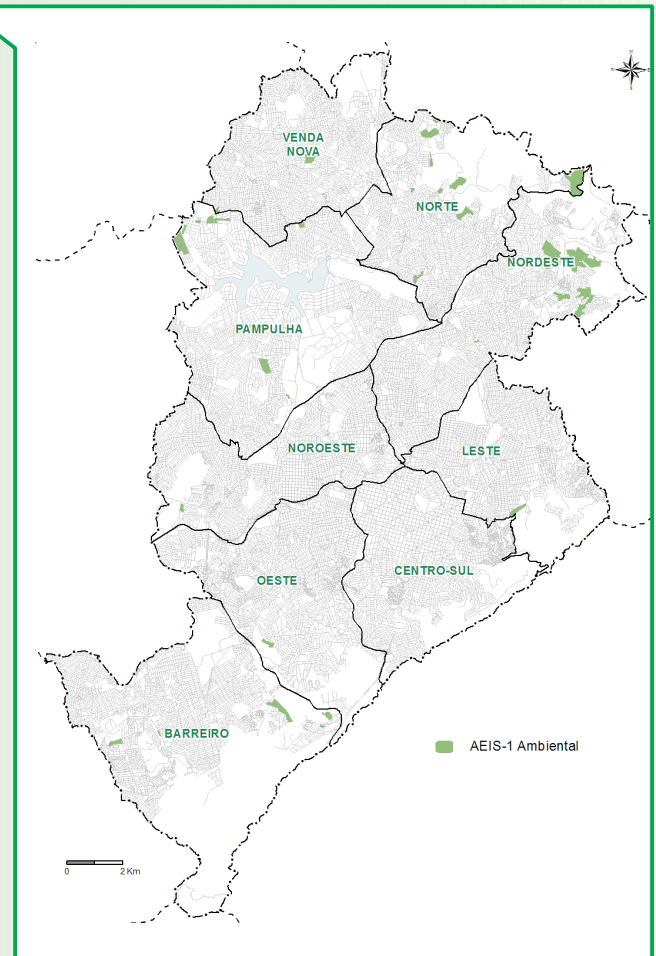 VENDA
NOVA
NORTE
NORDESTE
PAMPULHA
NOROESTE
LESTE
CENTRO-SUL
OESTE
BARREIRO
AEIS-1 Ambiental
0
2 Km